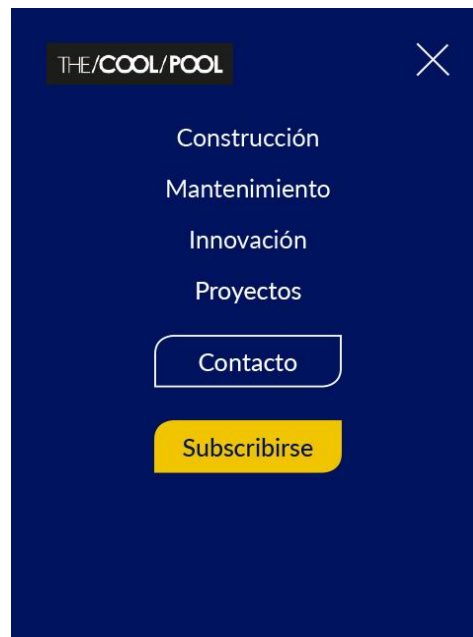 THE/COOL/POOL
Construcción
Mantenimiento
Innovación
Proyectos
Contacto
Subscribirse